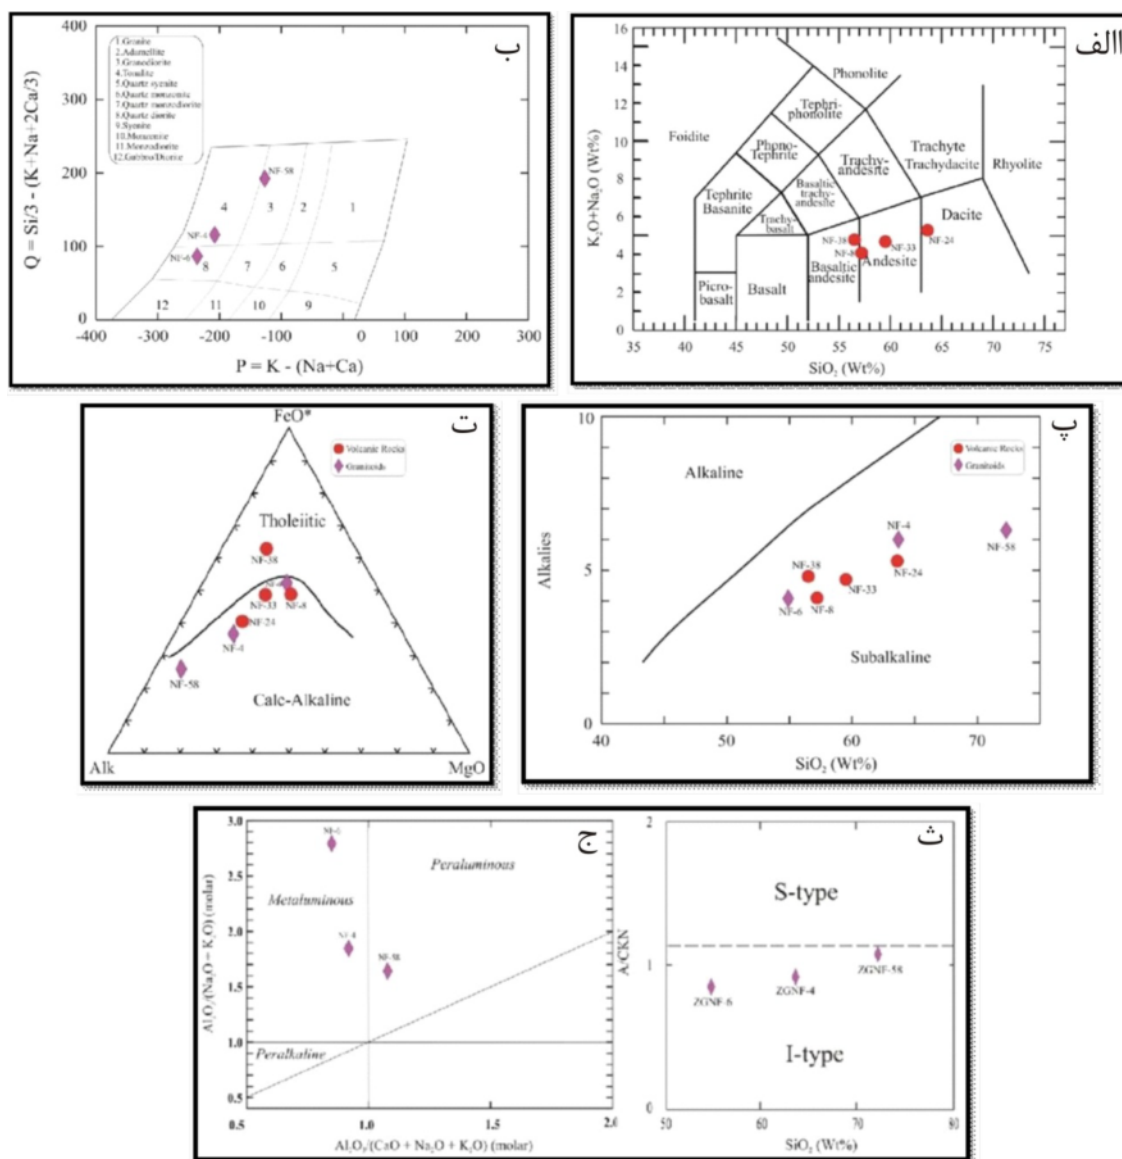 ب
400
300
200
100
0
-400
-300
-200
-100
0
100
200
300
Q = Si/3 - (K+Na+2Ca/3)
P = K - (Na+Ca)
1.Granite
2.Adamellite
3.Granodiorite
4.Tonalite
5.Quartz syenite
6.Quartz monzonite
7.Quartz monzodiorite
8.Quartz diorite
9.Syenite
10.Monzonite
11.Monzodiorite
12.Gabbro/Diorite
NF-58
NF-4
NF-6
4
3
2
1
8
7
6
5
12
11
10
9
االف
16
14
12
10
8
6
4
2
0
35
40
45
50
55
60
65
70
75
K₂O+Na₂O (Wt%)
SiO₂ (Wt%)
Phonolite
Tephri-
phonolite
Foidite
Phono-
Tephrite
Trachy-
andesite
Trachyte
Trachydacite
Rhyolite
Tephrite
Basanite
Basaltic
trachy-
andesite
Trachy-
basalt
Dacite
NF-38
NF-33
NF-24
NF-8
Basaltic
andesite
Andesite
Picro-
basalt
Basalt
ت
FeO*
Volcanic Rocks
Granitoids
Tholeiitic
NF-38
NF-6
NF-33
NF-8
NF-24
NF-4
NF-58
Calc-Alkaline
Alk
MgO
پ
10
5
0
40
50
60
70
Alkalies
SiO₂ (Wt%)
Volcanic Rocks
Granitoids
Alkaline
NF-4
NF-58
NF-38
NF-24
NF-33
NF-6
NF-8
Subalkaline
ج
3.0
2.5
2.0
1.5
1.0
0.5
0.5
1.0
1.5
2.0
Al₂O₃/(Na₂O + K₂O) (molar)
Al₂O₃/(CaO + Na₂O + K₂O) (molar)
NF-6
Peraluminous
Metaluminous
NF-4
NF-58
Peralkaline
ث
2
1
0
50
60
70
80
A/CKN
SiO₂ (Wt%)
S-type
ZGNF-58
ZGNF-6
ZGNF-4
I-type